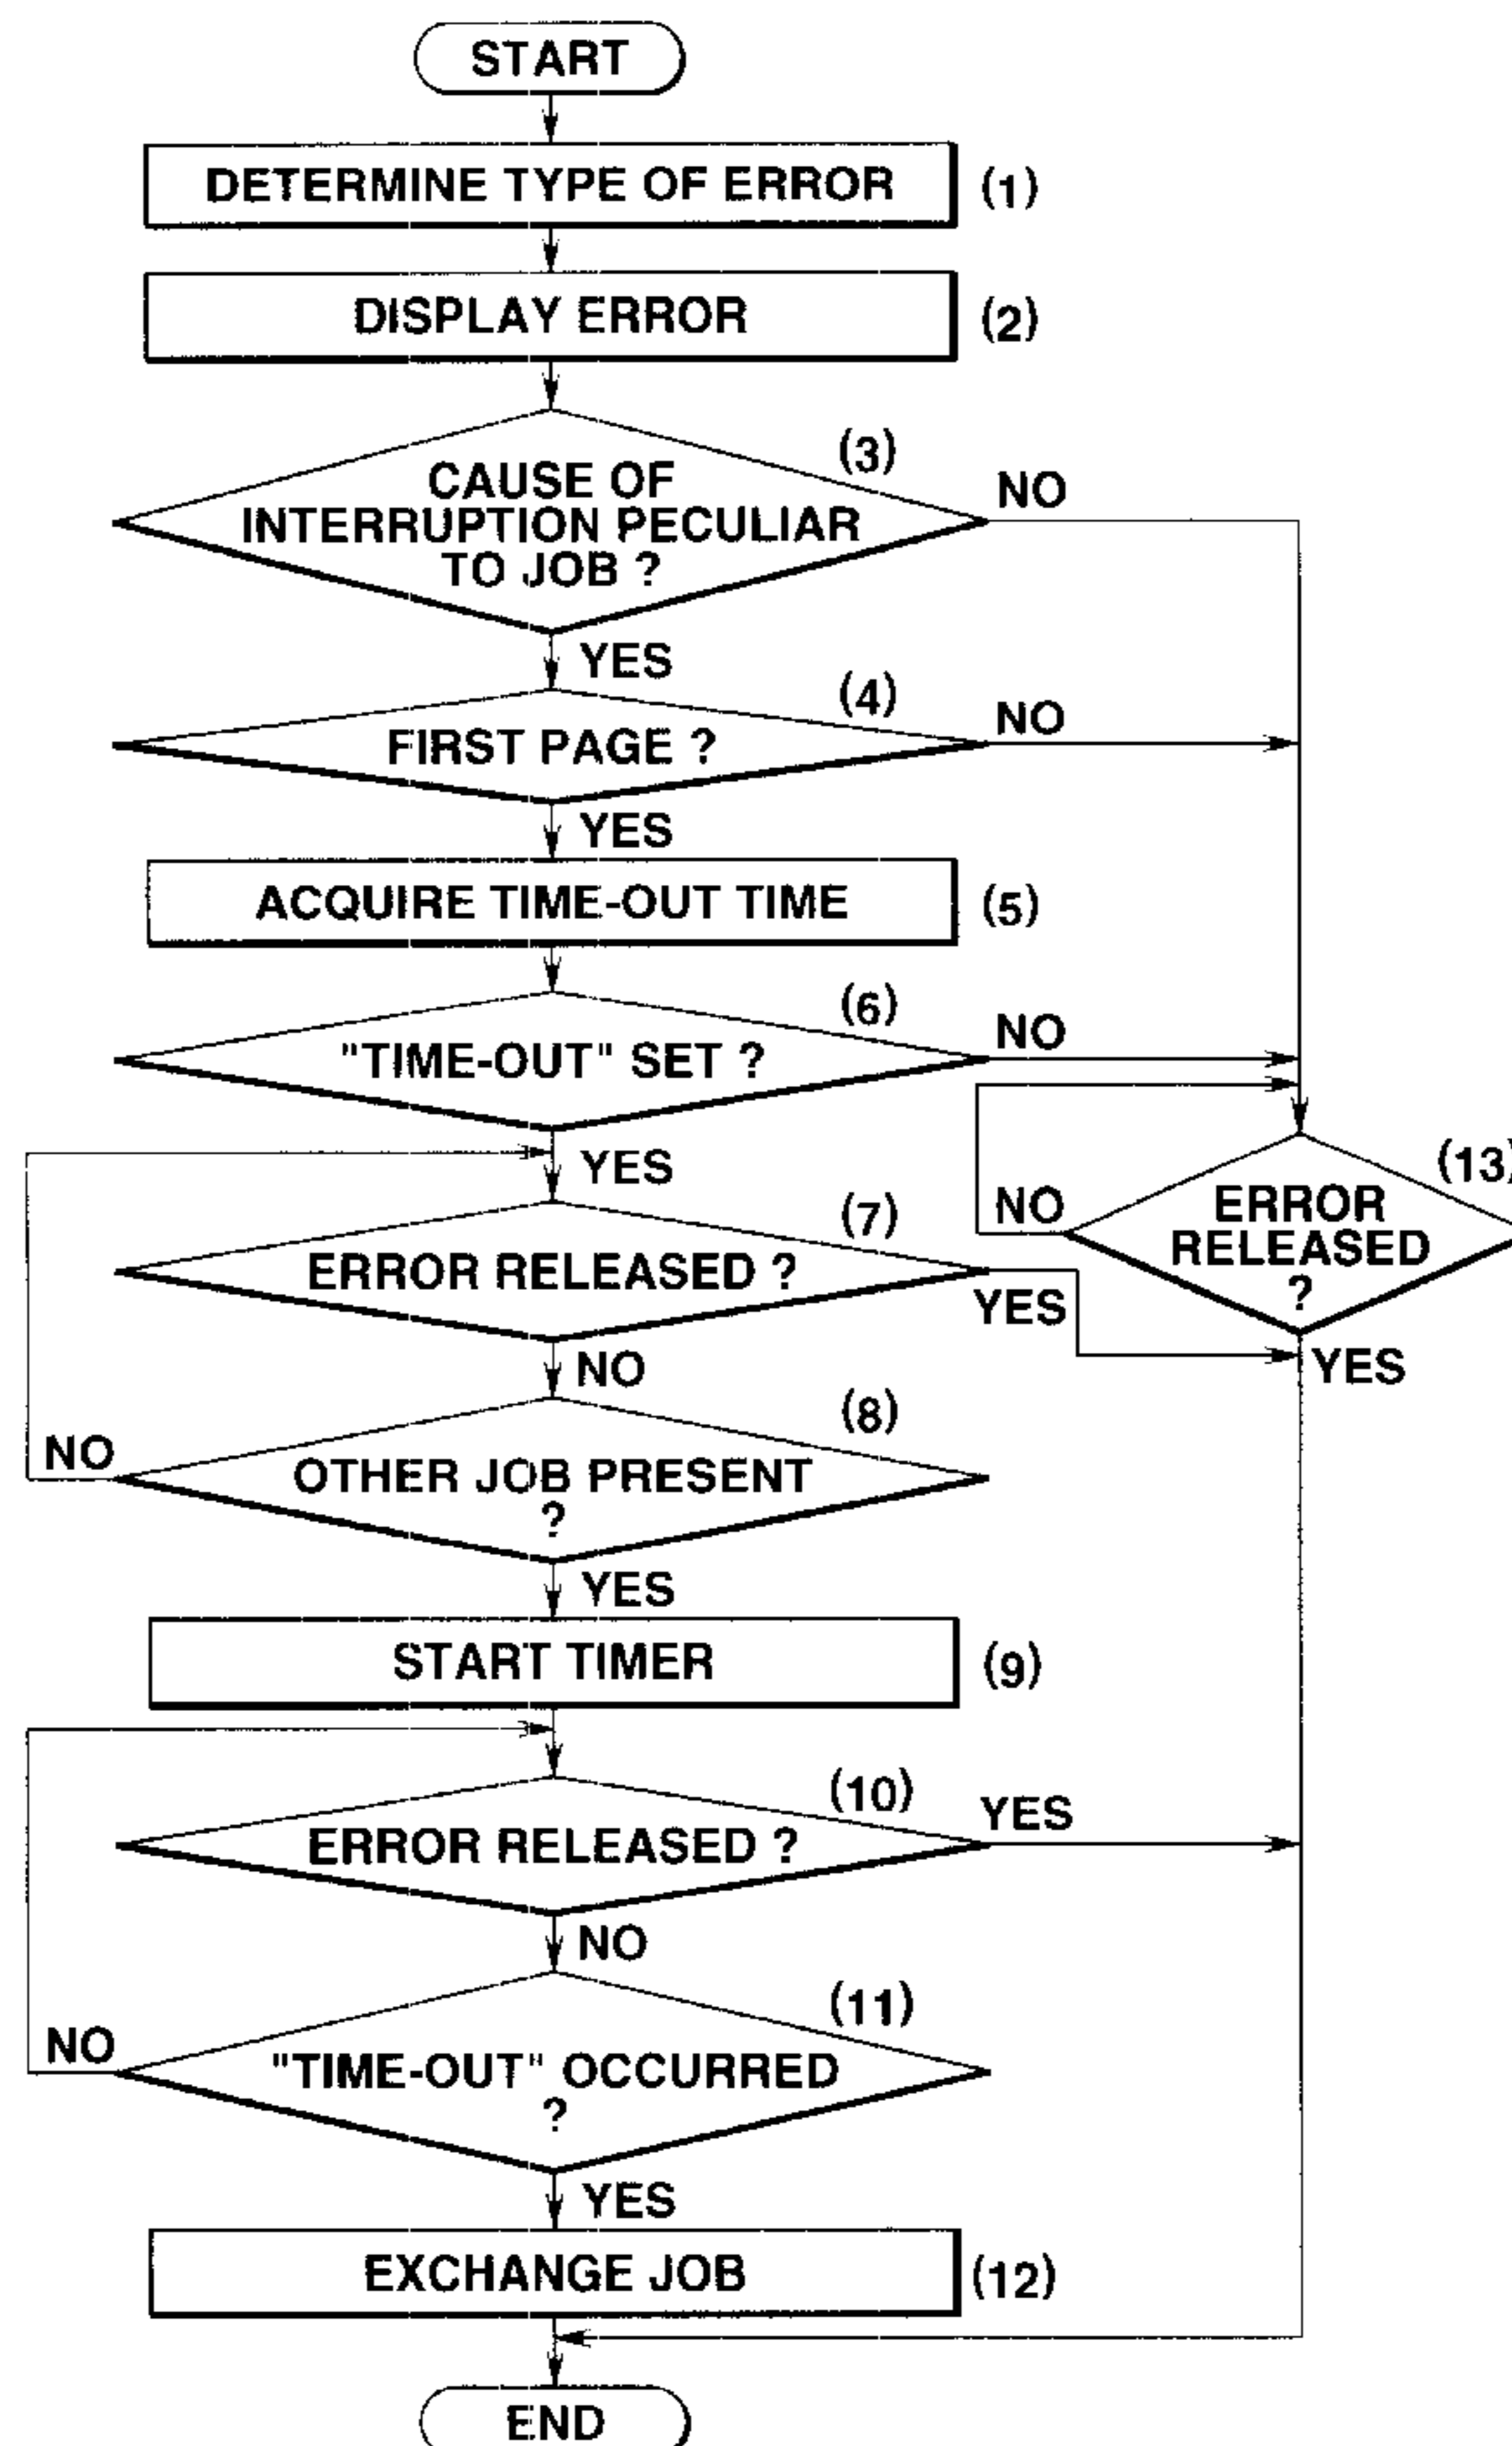 START
DETERMINE TYPE OF ERROR (1)
DISPLAY ERROR (2)
(3)
CAUSE OF
INTERRUPTION PECULIAR
TO JOB ?
NO
YES
(4)
FIRST PAGE ?
NO
YES
ACQUIRE TIME-OUT TIME (5)
(6)
"TIME-OUT" SET ?
NO
YES
(13)
ERROR
RELEASED
?
NO
YES
(7)
ERROR RELEASED ?
YES
NO
(8)
OTHER JOB PRESENT
?
NO
YES
START TIMER (9)
(10)
ERROR RELEASED ?
YES
NO
(11)
"TIME-OUT" OCCURRED
?
NO
YES
EXCHANGE JOB (12)
END